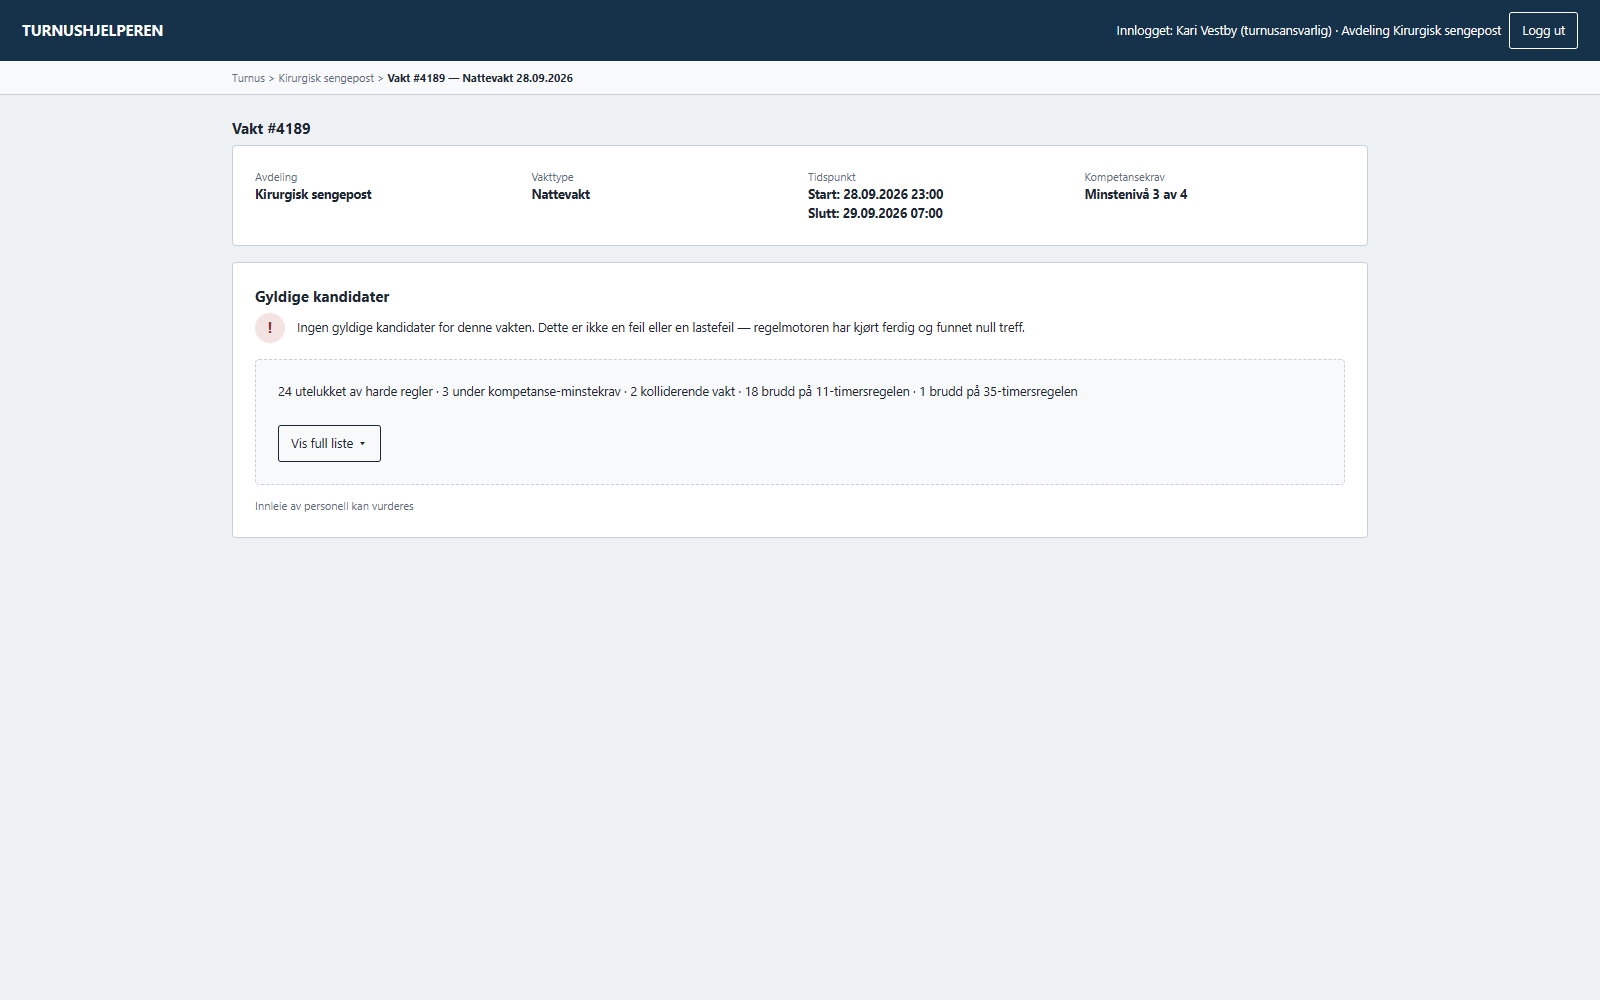 TURNUSHJELPEREN
Innlogget: Kari Vestby (turnusansvarlig) · Avdeling Kirurgisk sengepost
Logg ut
Turnus > Kirurgisk sengepost > Vakt #4189 — Nattevakt 28.09.2026
Vakt #4189
Avdeling
Kirurgisk sengepost
Vakttype
Nattevakt
Tidspunkt
Start: 28.09.2026 23:00
Slutt: 29.09.2026 07:00
Kompetansekrav
Minstenivå 3 av 4
Gyldige kandidater
! Ingen gyldige kandidater for denne vakten. Dette er ikke en feil eller en lastefeil — regelmotoren har kjørt ferdig og funnet null treff.
24 utelukket av harde regler · 3 under kompetanse-minstekrav · 2 kolliderende vakt · 18 brudd på 11-timersregelen · 1 brudd på 35-timersregelen
Vis full liste
Innleie av personell kan vurderes